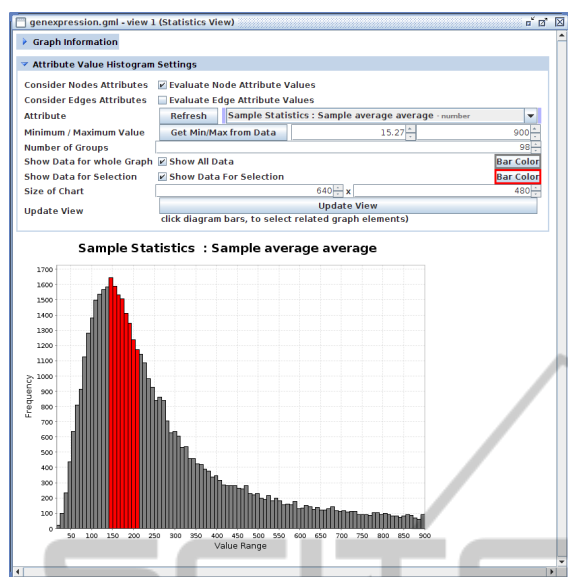 genexpression.gml - view 1 (Statistics View)
Graph Information
Attribute Value Histogram Settings
Consider Nodes Attributes Evaluate Node Attribute Values
Consider Edges Attributes Evaluate Edge Attribute Values
Attribute Refresh Sample Statistics : Sample average average - number
Minimum / Maximum Value Get Min/Max from Data 15.27 900
Number of Groups 98
Show Data for whole Graph Show All Data Bar Color
Show Data for Selection Show Data For Selection Bar Color
Size of Chart 640 x 480
Update View Update View
click diagram bars, to select related graph elements)
Sample Statistics : Sample average average
1700
1600
1500
1400
1300
1200
1100
1000
900
800
700
600
500
400
300
200
100
0
Frequency
50 100 150 200 250 300 350 400 450 500 550 600 650 700 750 800 850 900
Value Range